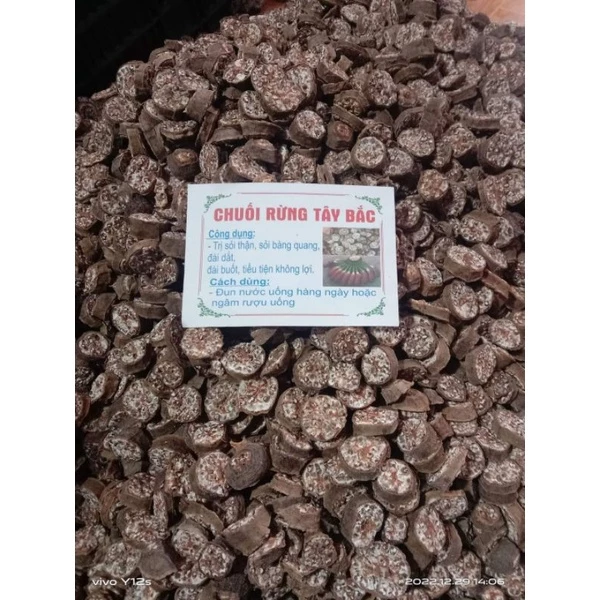 CHUỐI RỪNG TÂY BẮC
Công dụng:
- Trị sỏi thận, sỏi bàng quang,
đái dắt,
đái buốt, tiểu tiện không lợi.
Cách dùng:
- Đun nước uống hàng ngày hoặc
ngâm rượu uống
vivo Y12s
2022.12.29 14:06